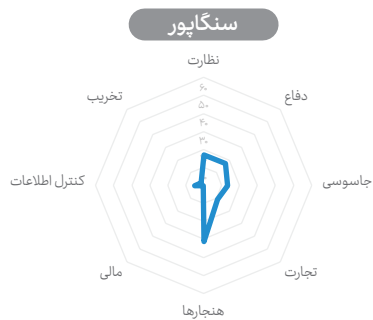 سنگاپور
نظارت
۶۰
۵۰
۴۰
۳۰
تخریب
دفاع
کنترل اطلاعات
جاسوسی
مالی
تجارت
هنجارها